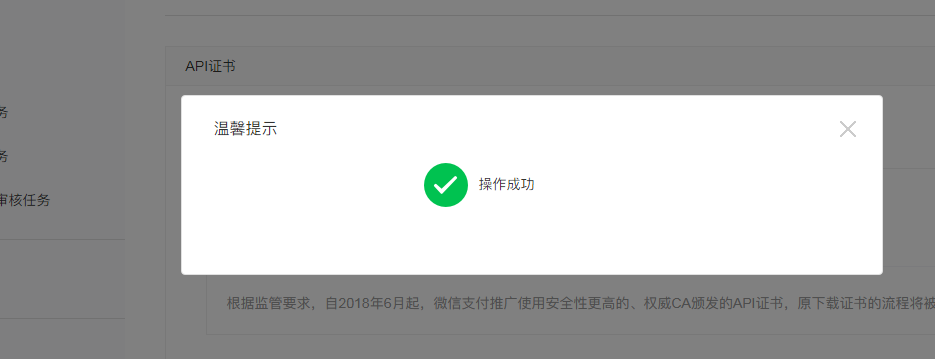 API证书
务
温馨提示
操作成功
务
审核任务
根据监管要求，自2018年6月起，微信支付推广使用安全性更高的、权威CA颁发的API证书，原下载证书的流程将被